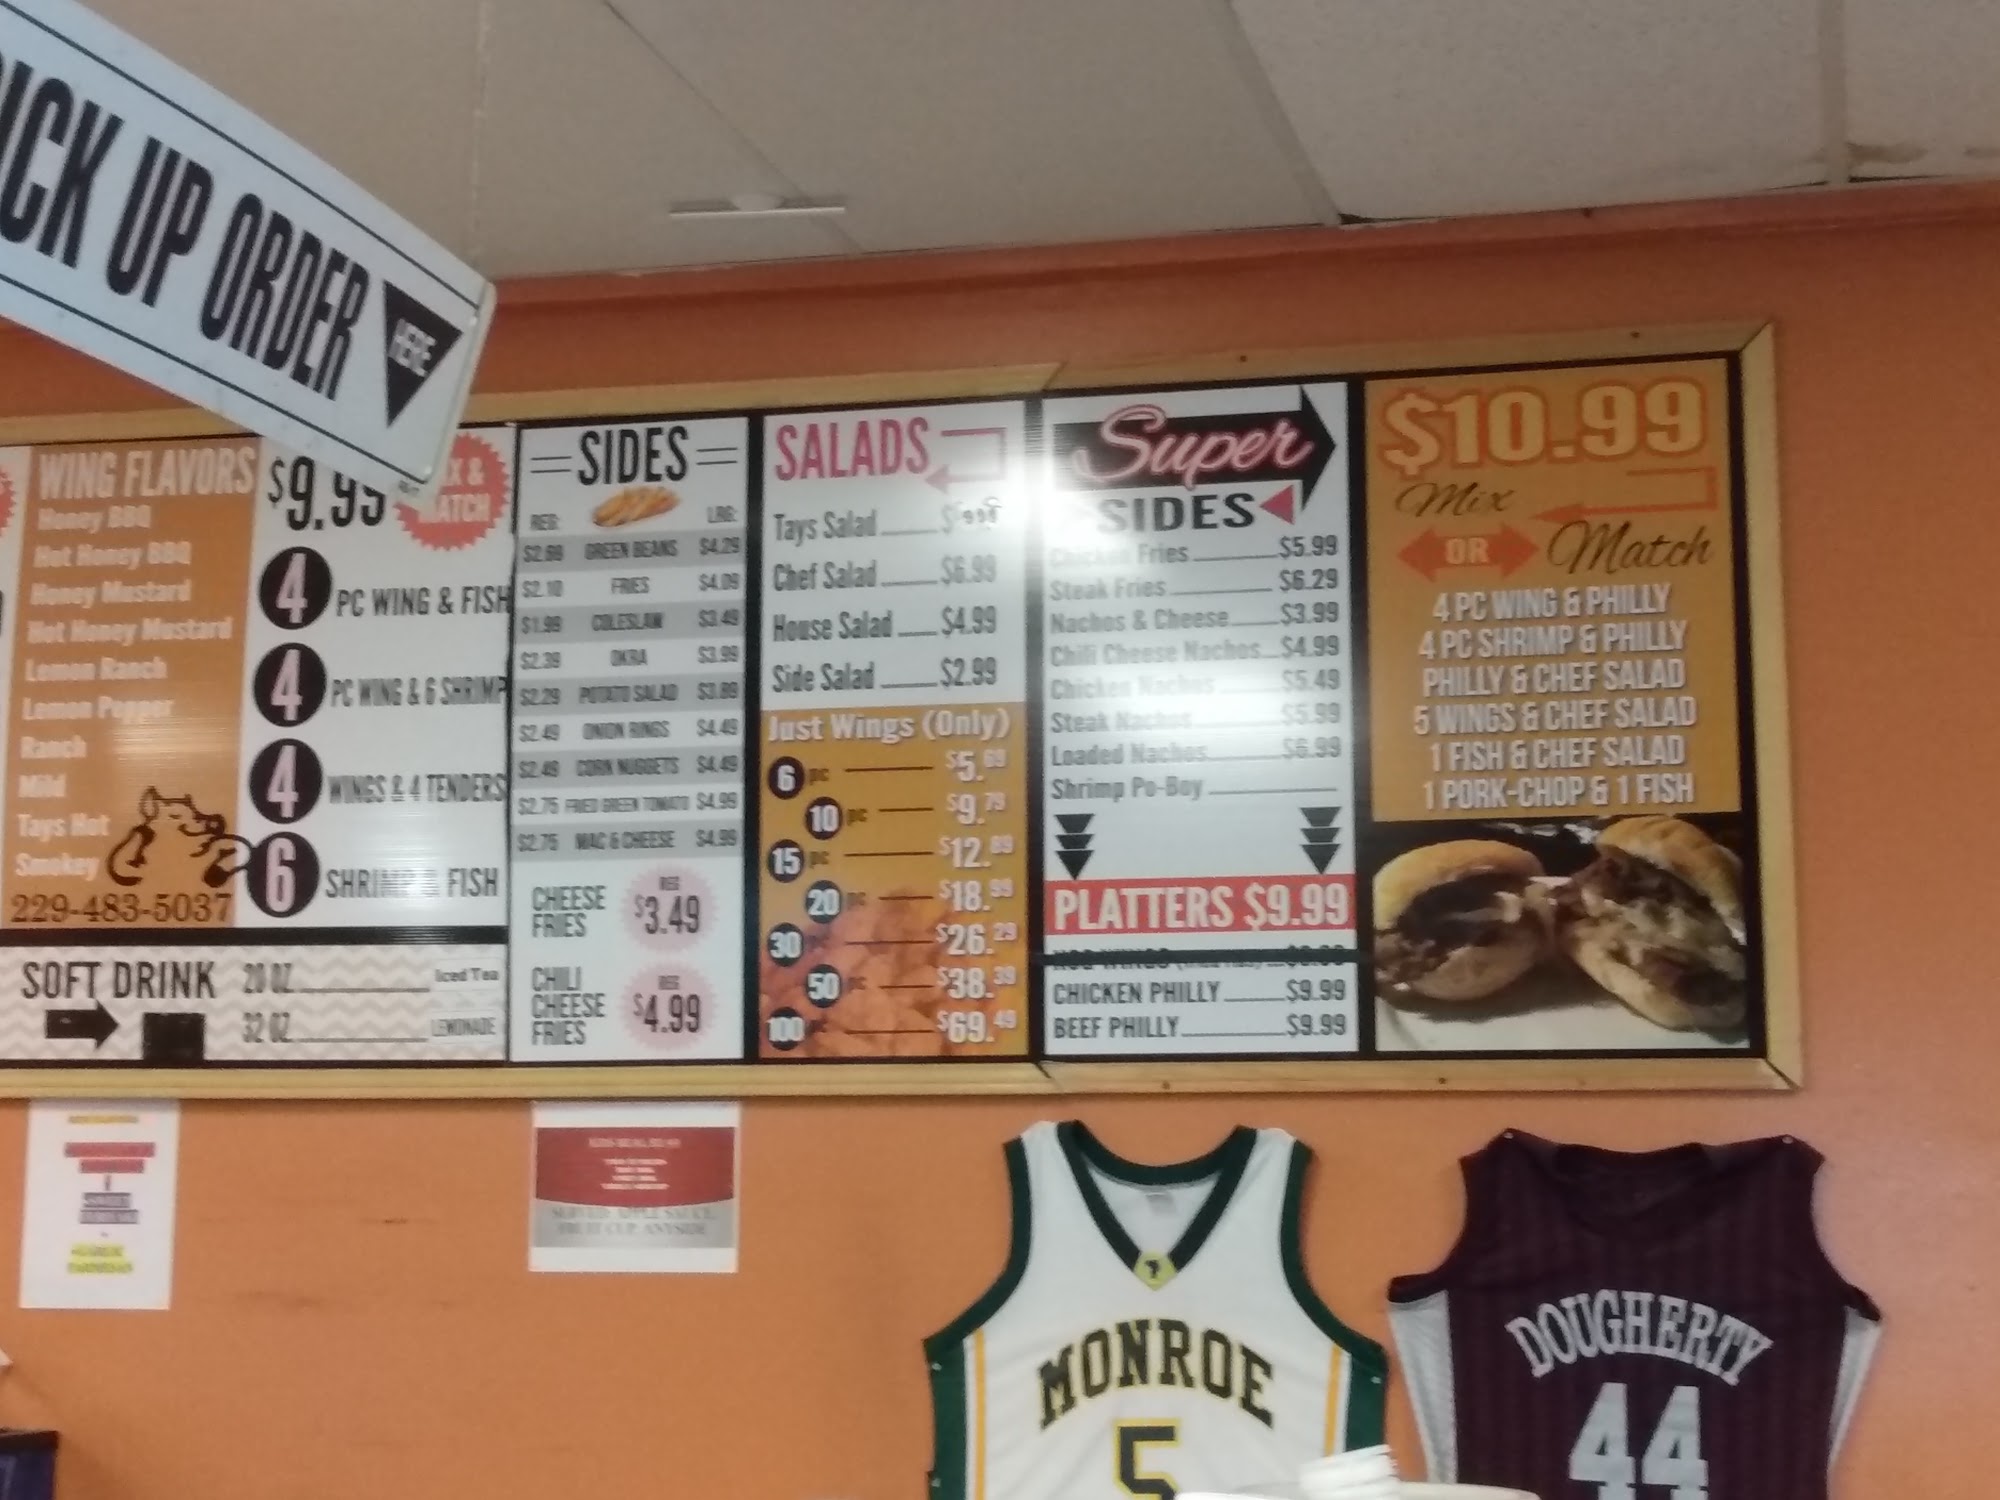 ICK UP ORDER
HERE
WING FLAVORS
Honey BBQ
Hot Honey BBQ
Honey Mustard
Hot Honey Mustard
Lemon Ranch
Lemon Pepper
Ranch
Mild
Tays Hot
Smokey
229-483-5037
$9.99
X &
MATCH
4 PC WING & FISH
4 PC WING & 6 SHRIMP
4 WINGS & 4 TENDERS
6 SHRIMP & FISH
SOFT DRINK
20 OZ. Iced Tea
32 OZ. LEMONADE
SIDES
REG: LRG:
$2.69 GREEN BEANS $4.29
$2.10 FRIES $4.09
$1.99 COLESLAW $3.49
$2.39 OKRA $3.99
$2.29 POTATO SALAD $3.89
$2.49 ONION RINGS $4.49
$2.49 CORN NUGGETS $4.49
$2.75 FRIED GREEN TOMATO $4.99
$2.75 MAC & CHEESE $4.99
CHEESE
FRIES
REG
$3.49
CHILI
CHEESE
FRIES
REG
$4.99
SALADS
Tays Salad
Chef Salad $6.99
House Salad $4.99
Side Salad $2.99
Just Wings (Only)
6 pc $5.69
10 pc $9.79
15 pc $12.89
20 pc $18.99
30 pc $26.29
50 pc $38.39
100 pc $69.49
Super
SIDES
Chicken Fries $5.99
Steak Fries $6.29
Nachos & Cheese $3.99
Chili Cheese Nachos $4.99
Chicken Nachos $5.49
Steak Nachos $5.99
Loaded Nachos $6.99
Shrimp Po-Boy
PLATTERS $9.99
CHICKEN PHILLY $9.99
BEEF PHILLY $9.99
$10.99
Mix
OR Match
4 PC WING & PHILLY
4 PC SHRIMP & PHILLY
PHILLY & CHEF SALAD
5 WINGS & CHEF SALAD
1 FISH & CHEF SALAD
1 PORK-CHOP & 1 FISH
FRUIT CUP, ANYSIDE
MONROE
5
DOUGHERTY
44